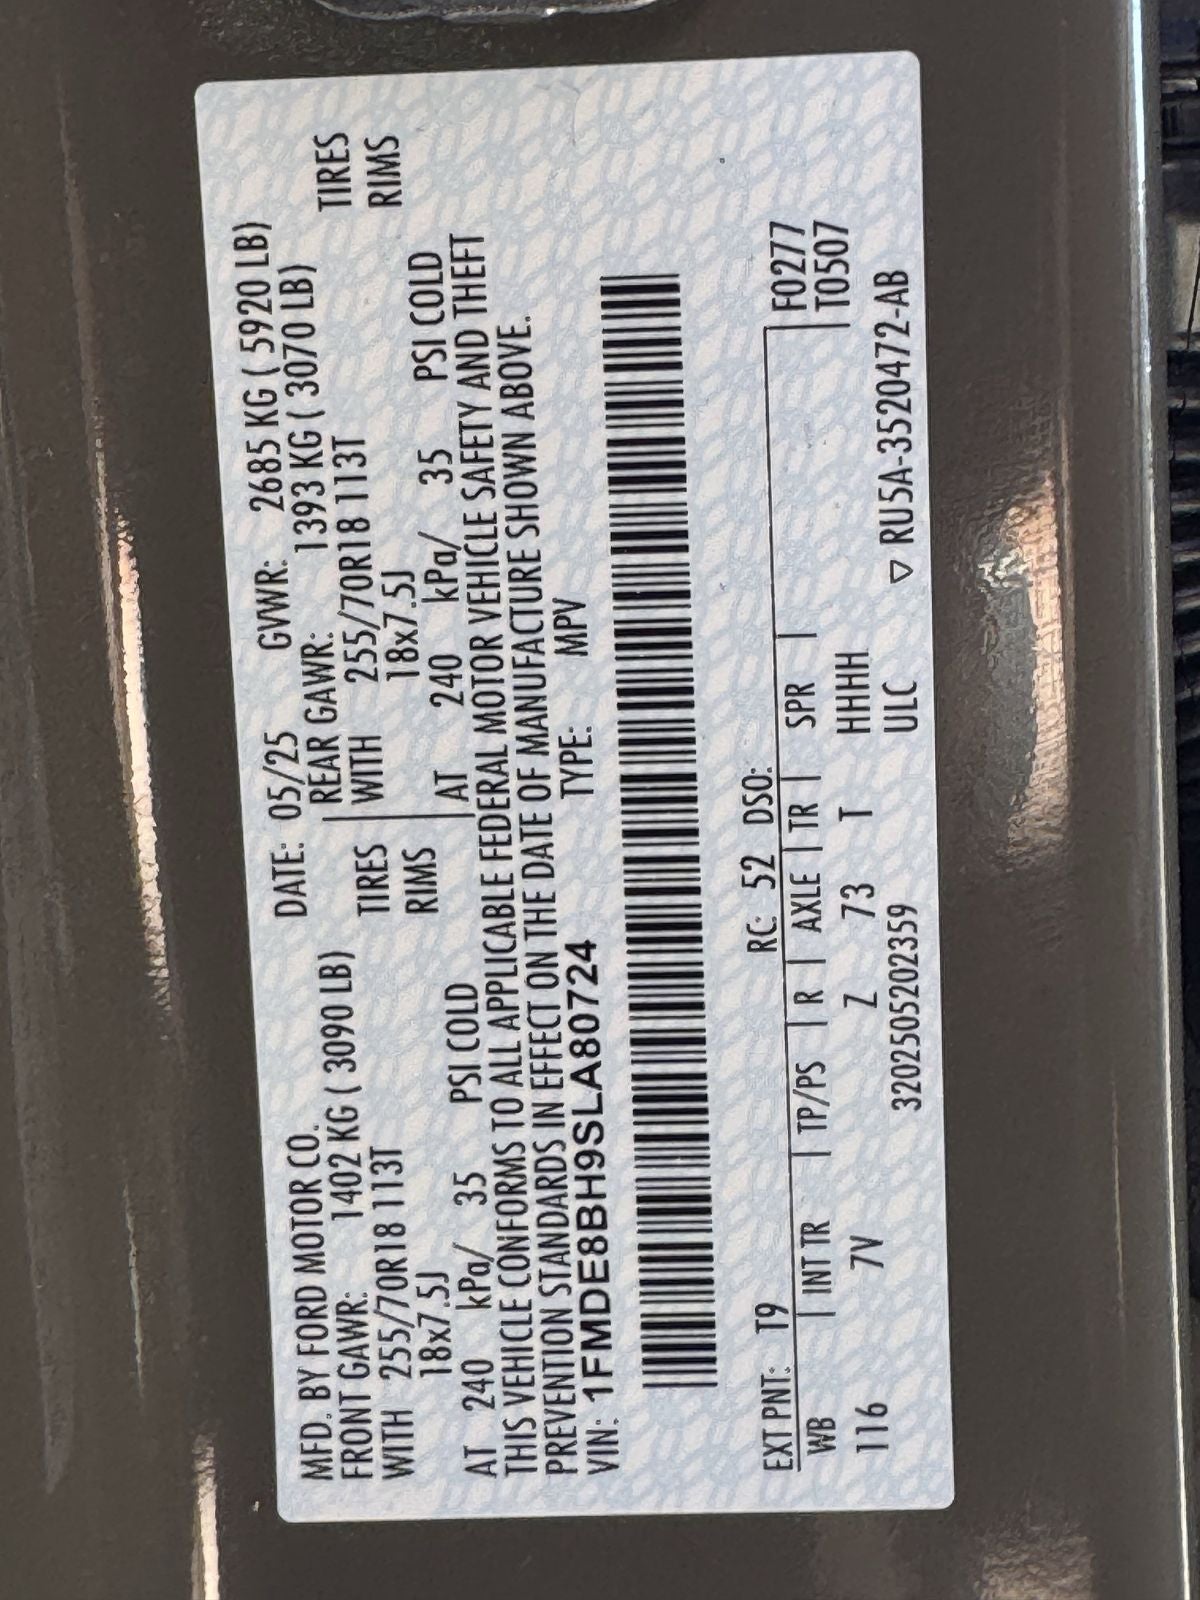 MFD. BY FORD MOTOR CO. DATE: 05/25 GVWR: 2685 KG ( 5920 LB)
FRONT GAWR: 1402 KG ( 3090 LB) REAR GAWR: 1393 KG ( 3070 LB)
WITH 255/70R18 113T TIRES WITH 255/70R18 113T TIRES
18x7.5J RIMS 18x7.5J RIMS
AT 240 kPa/ 35 PSI COLD AT 240 kPa/ 35 PSI COLD
THIS VEHICLE CONFORMS TO ALL APPLICABLE FEDERAL MOTOR VEHICLE SAFETY AND THEFT
PREVENTION STANDARDS IN EFFECT ON THE DATE OF MANUFACTURE SHOWN ABOVE.
VIN: 1FMDE8BH9SLA80724 TYPE: MPV
EXT PNT: T9 RC: 52 DSO:
WB | INT TR | TP/PS | R | AXLE | TR | SPR | F0277
116 7V Z 73 T HHHH T0507
3202505202359 ULC ▽ RU5A-3520472-AB